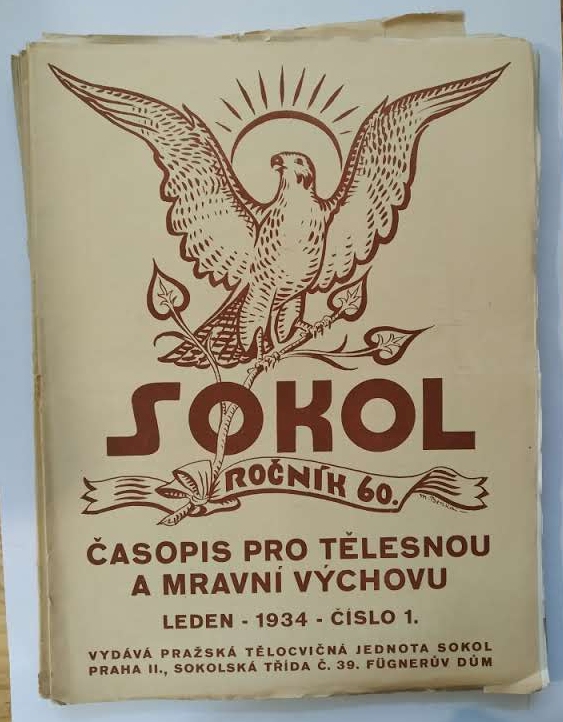 SOKOL
ROČNÍK 60.
ČASOPIS PRO TĚLESNOU
A MRAVNÍ VÝCHOVU
LEDEN - 1934 - ČÍSLO 1.
VYDÁVÁ PRAŽSKÁ TĚLOCVIČNÁ JEDNOTA SOKOL
PRAHA II., SOKOLSKÁ TŘÍDA Č. 39. FÜGNERŮV DŮM